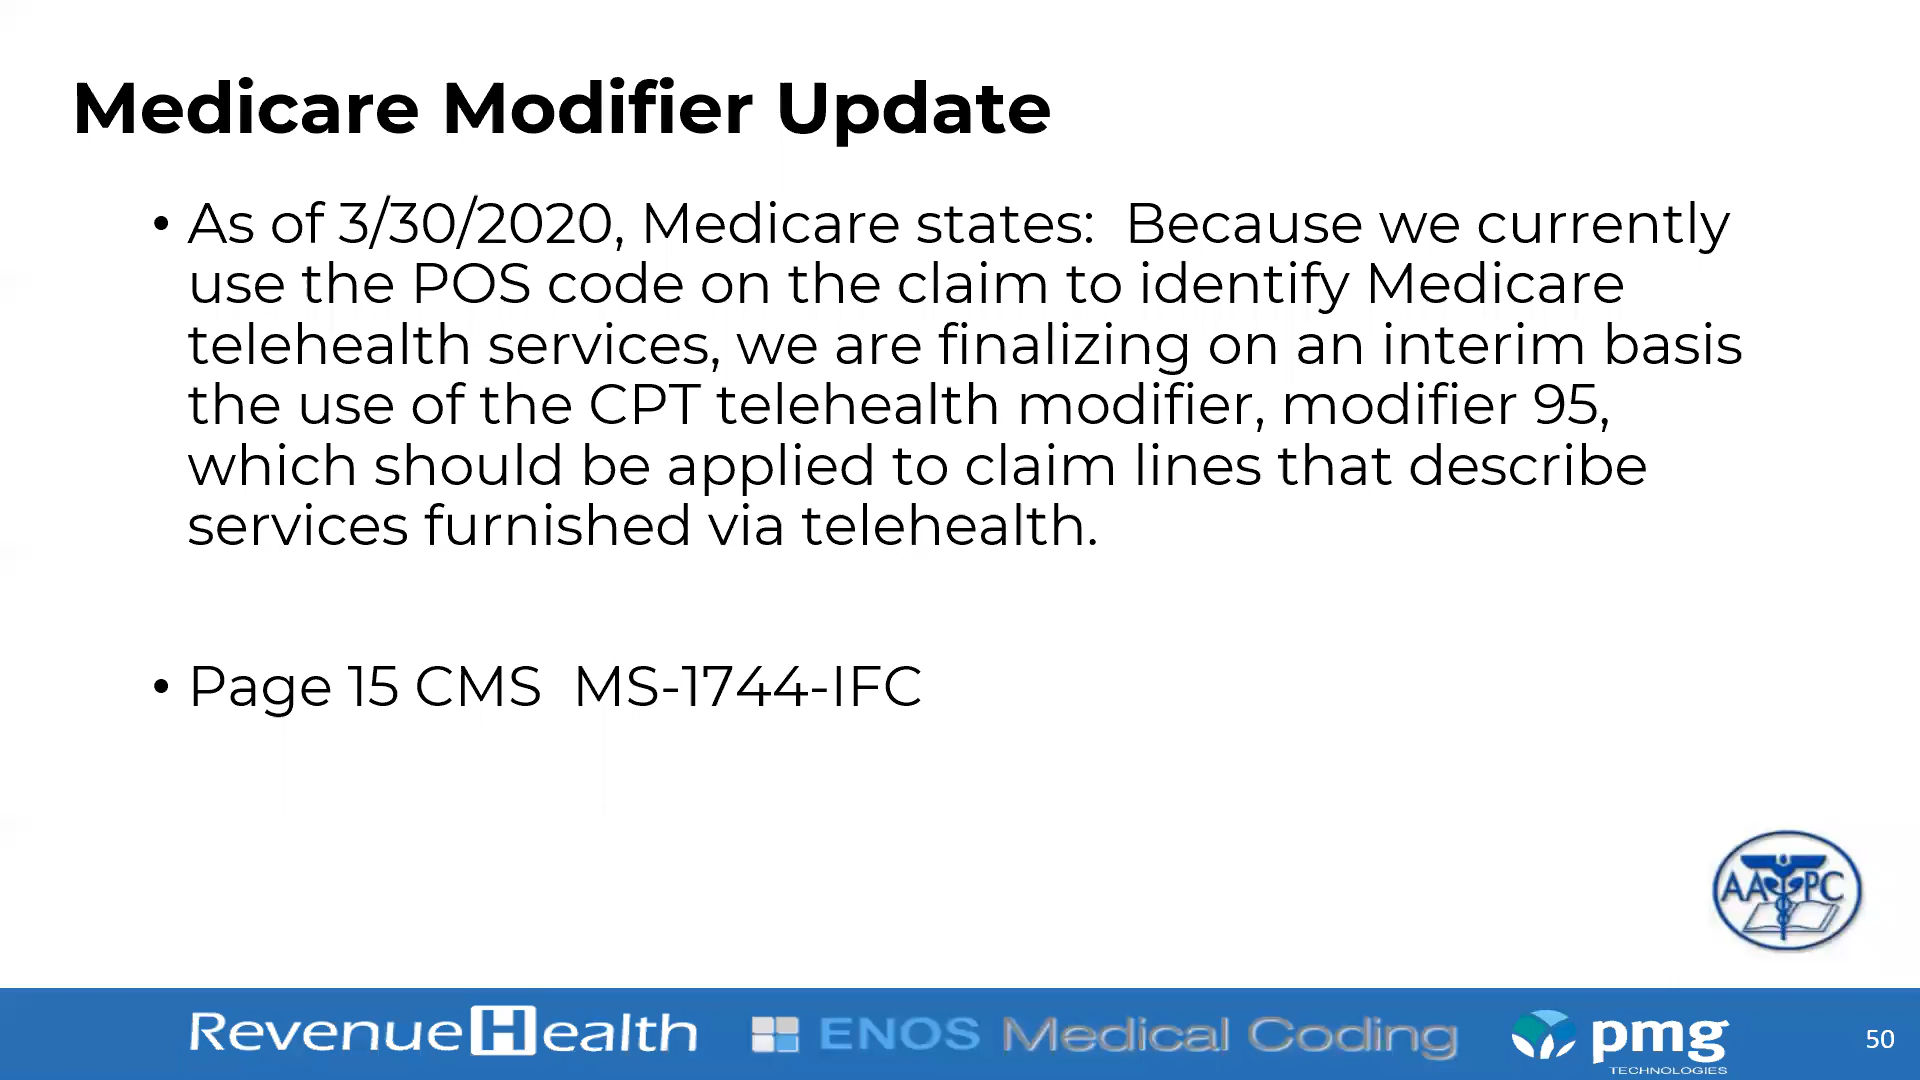 Medicare Modifier Update
• As of 3/30/2020, Medicare states:  Because we currently
use the POS code on the claim to identify Medicare
telehealth services, we are finalizing on an interim basis
the use of the CPT telehealth modifier, modifier 95,
which should be applied to claim lines that describe
services furnished via telehealth.
• Page 15 CMS  MS-1744-IFC
AAPC
RevenueHealth
ENOS Medical Coding
pmg
TECHNOLOGIES
50